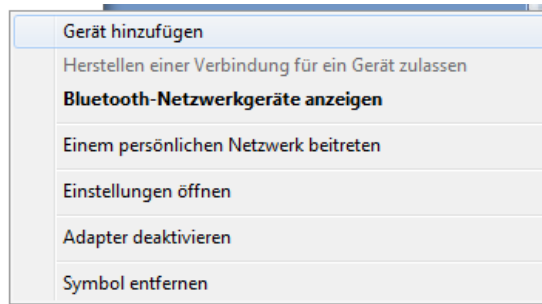 Gerät hinzufügen
Herstellen einer Verbindung für ein Gerät zulassen
Bluetooth-Netzwerkgeräte anzeigen
Einem persönlichen Netzwerk beitreten
Einstellungen öffnen
Adapter deaktivieren
Symbol entfernen